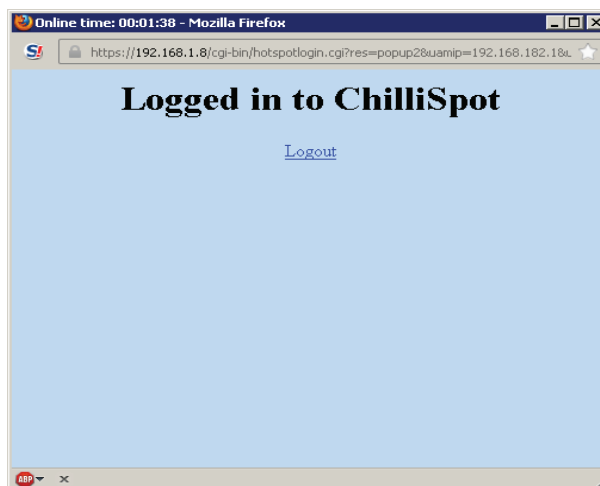 Online time: 00:01:38 - Mozilla Firefox
S!
https://192.168.1.8/cgi-bin/hotspotlogin.cgi?res=popup2&uamip=192.168.182.1&u
Logged in to ChilliSpot
Logout
ABP